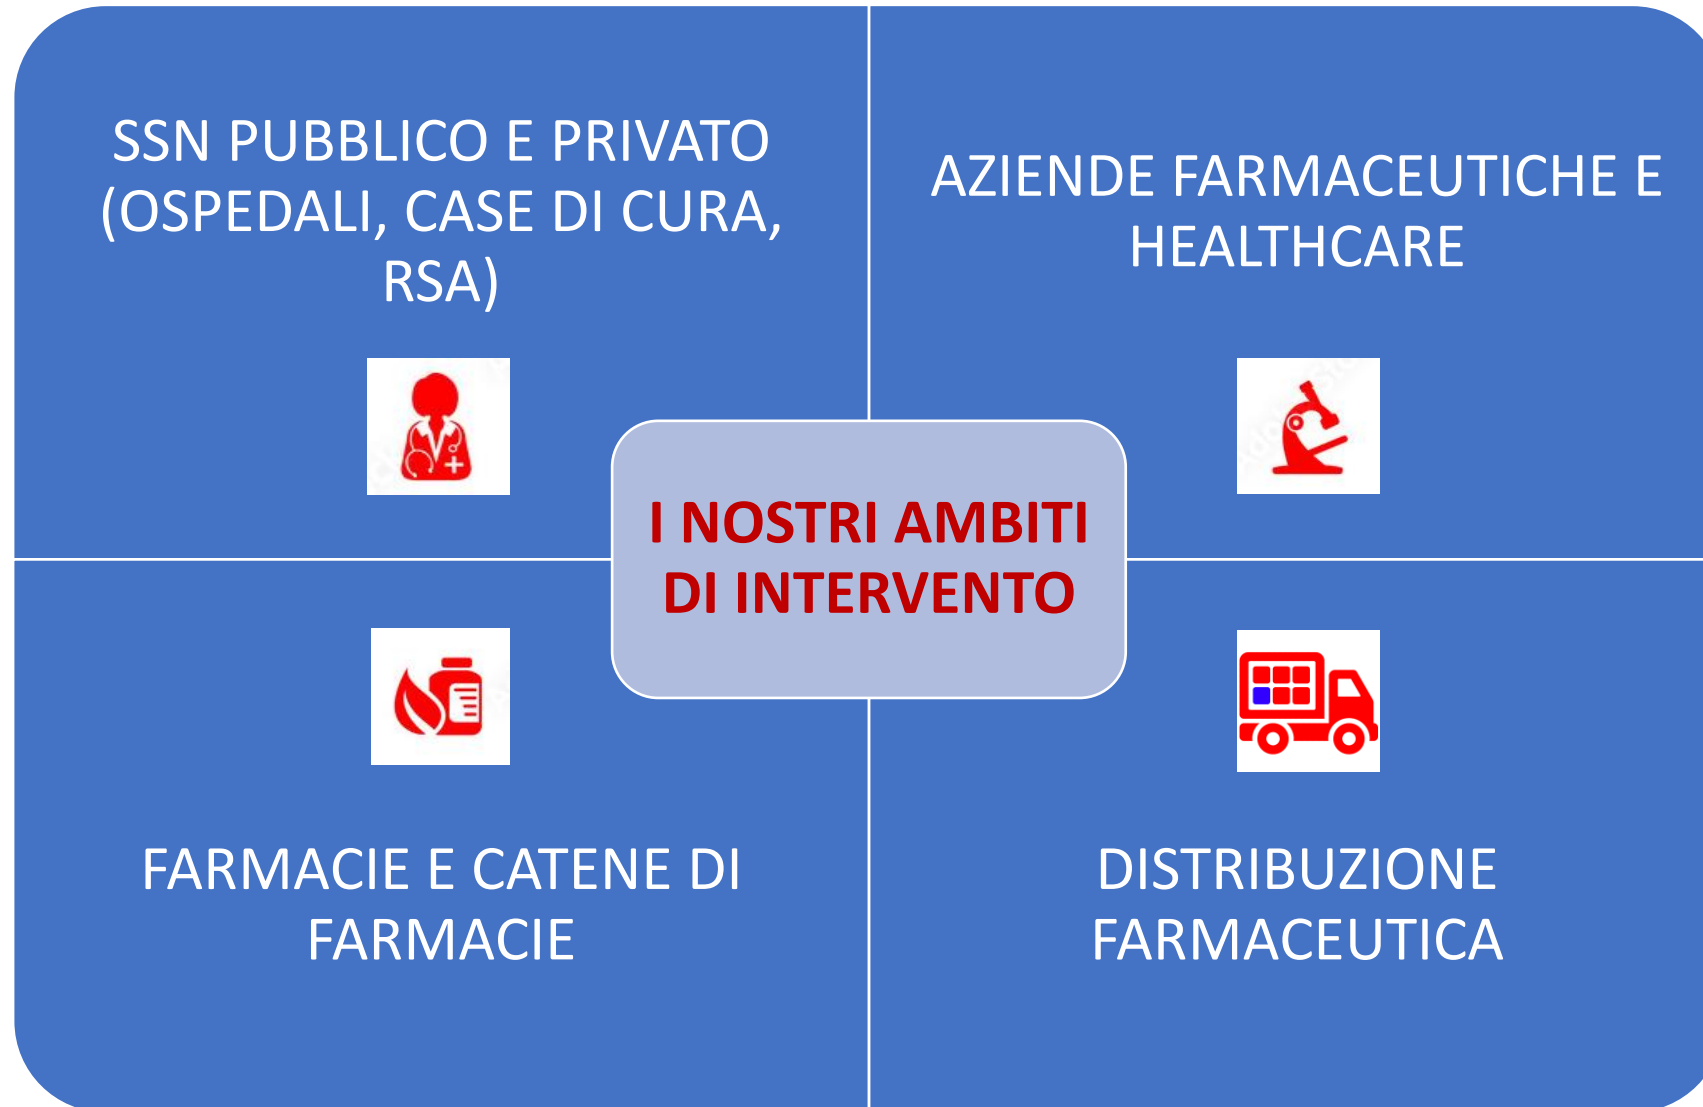 SSN PUBBLICO E PRIVATO
(OSPEDALI, CASE DI CURA,
RSA)
AZIENDE FARMACEUTICHE E
HEALTHCARE
I NOSTRI AMBITI
DI INTERVENTO
FARMACIE E CATENE DI
FARMACIE
DISTRIBUZIONE
FARMACEUTICA